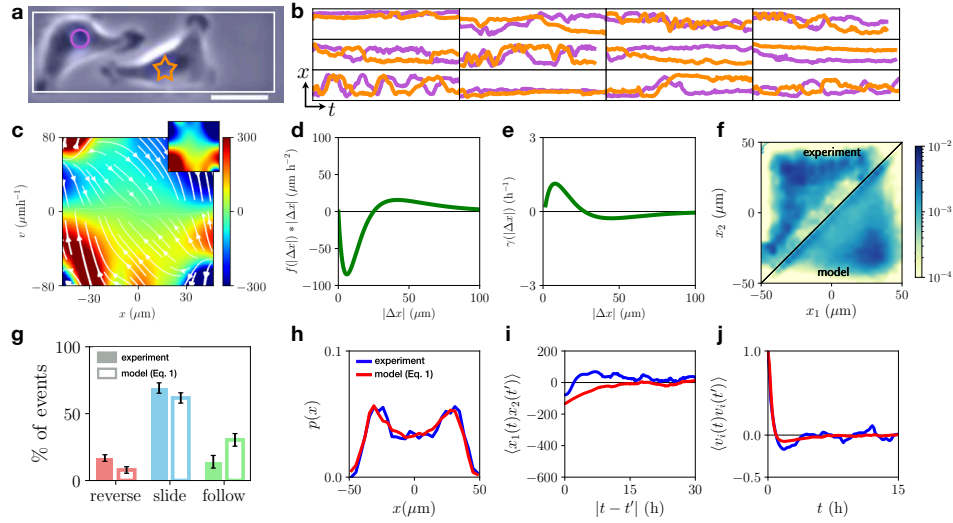 a
b
x
t
c
80
0
−80
v (μmh⁻¹)
−30
0
30
x (μm)
300
0
−300
d
100
50
0
−50
−100
f(|Δx|) * |Δx| (μm h⁻²)
0
50
100
|Δx| (μm)
e
3
0
−3
γ(|Δx|) (h⁻¹)
0
50
100
|Δx| (μm)
f
50
0
−50
x₂ (μm)
experiment
model
−50
0
50
x₁ (μm)
10⁻²
10⁻³
10⁻⁴
g
100
50
0
% of events
experiment
model (Eq. 1)
reverse slide follow
h
0.1
0.0
p(x)
experiment
model (Eq. 1)
−50
0
50
x(μm)
i
200
0
−200
−400
−600
⟨x₁(t)x₂(t′)⟩
0
15
30
|t − t′| (h)
j
1.0
0.5
0.0
−0.5
⟨vᵢ(t)vᵢ(t′)⟩
0
15
t (h)